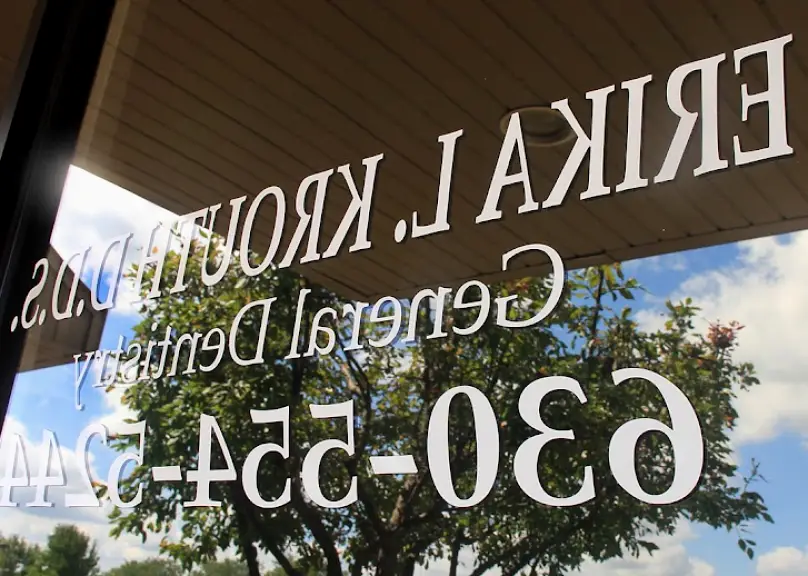 ERIKA L. KROUTH D.D.S.
General Dentistry
630-554-5244